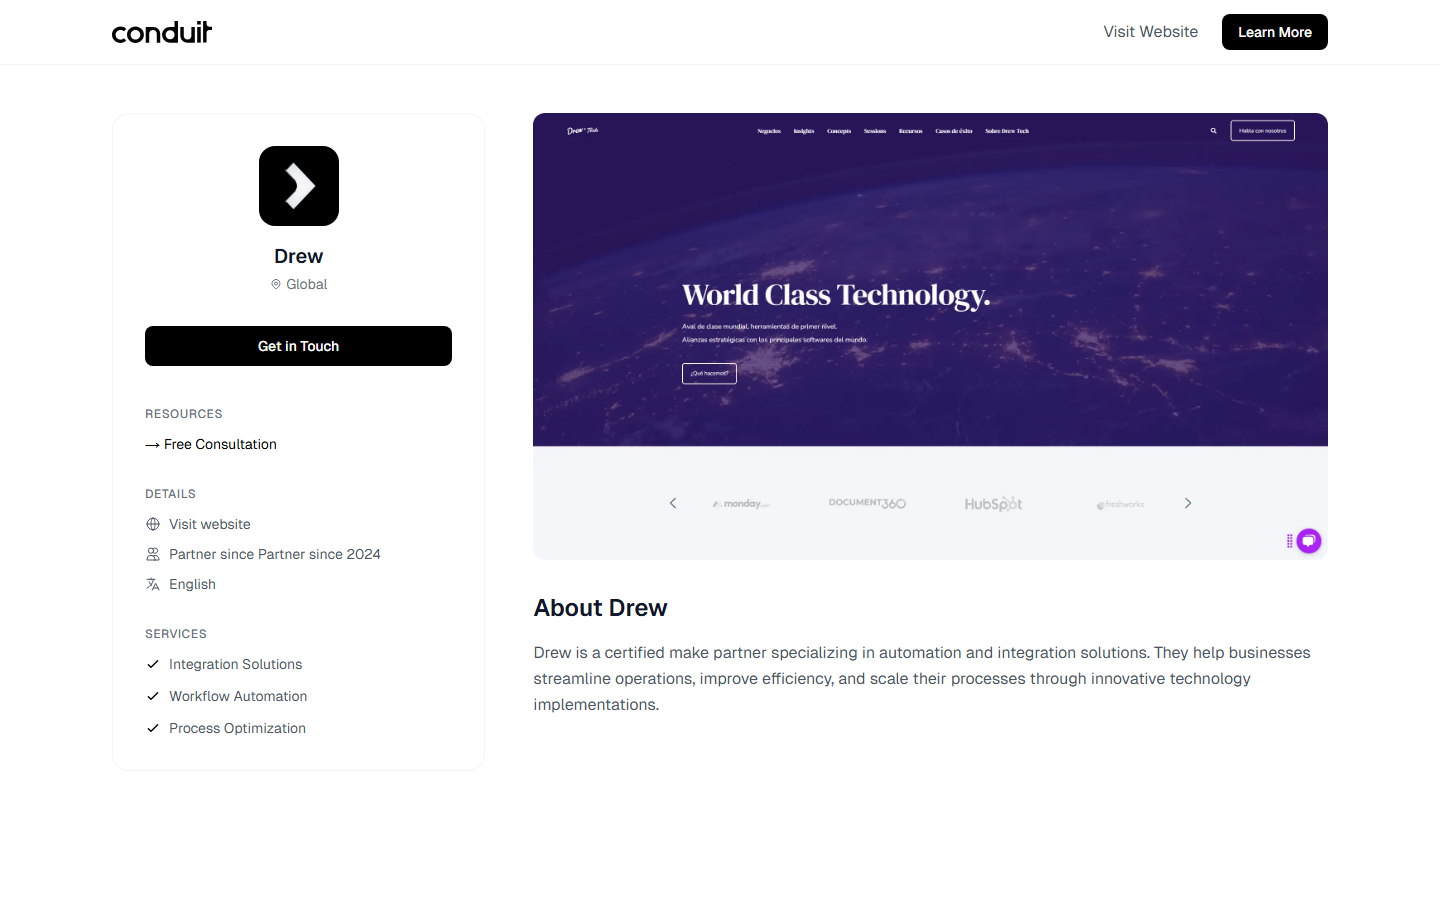 conduit
Visit Website
Learn More
Drew
Global
Get in Touch
RESOURCES
→ Free Consultation
DETAILS
Visit website
Partner since Partner since 2024
English
SERVICES
Integration Solutions
Workflow Automation
Process Optimization
Drew Tech
Negocios Insights Concepts Sessions Recursos Casos de éxito Sobre Drew Tech
Habla con nosotros
World Class Technology.
Aval de clase mundial, herramientas de primer nivel.
Alianzas estratégicas con los principales softwares del mundo.
¿Qué hacemos?
monday.com
DOCUMENT360
HubSpot
freshworks
About Drew
Drew is a certified make partner specializing in automation and integration solutions. They help businesses
streamline operations, improve efficiency, and scale their processes through innovative technology
implementations.